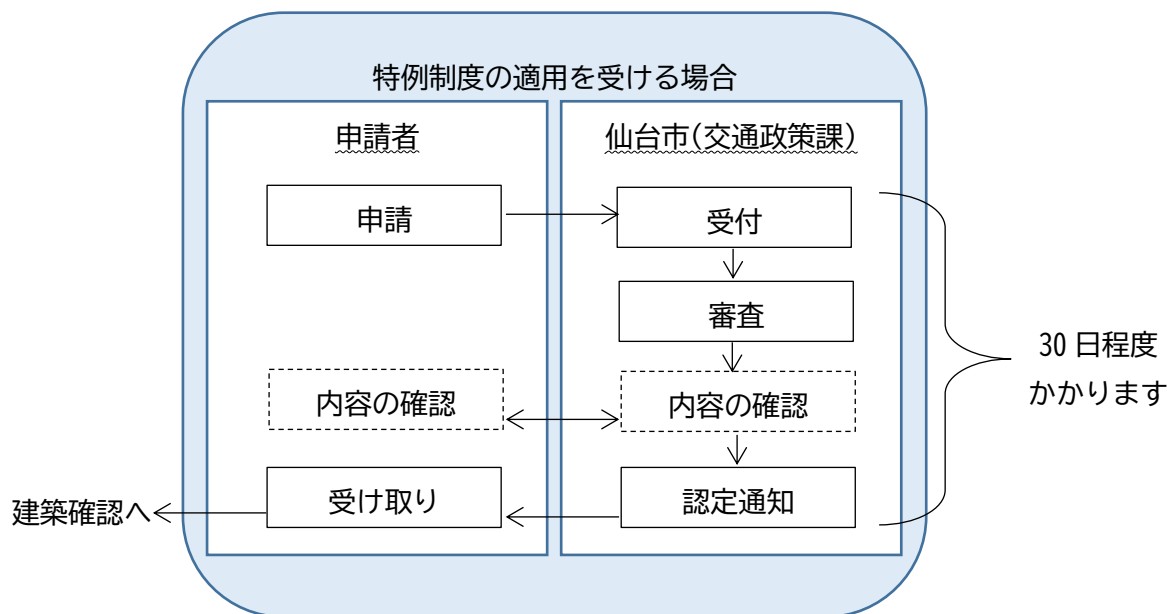 特例制度の適用を受ける場合
申請者
仙台市(交通政策課)
申請
受付
審査
内容の確認
内容の確認
受け取り
認定通知
建築確認へ
30日程度
かかります